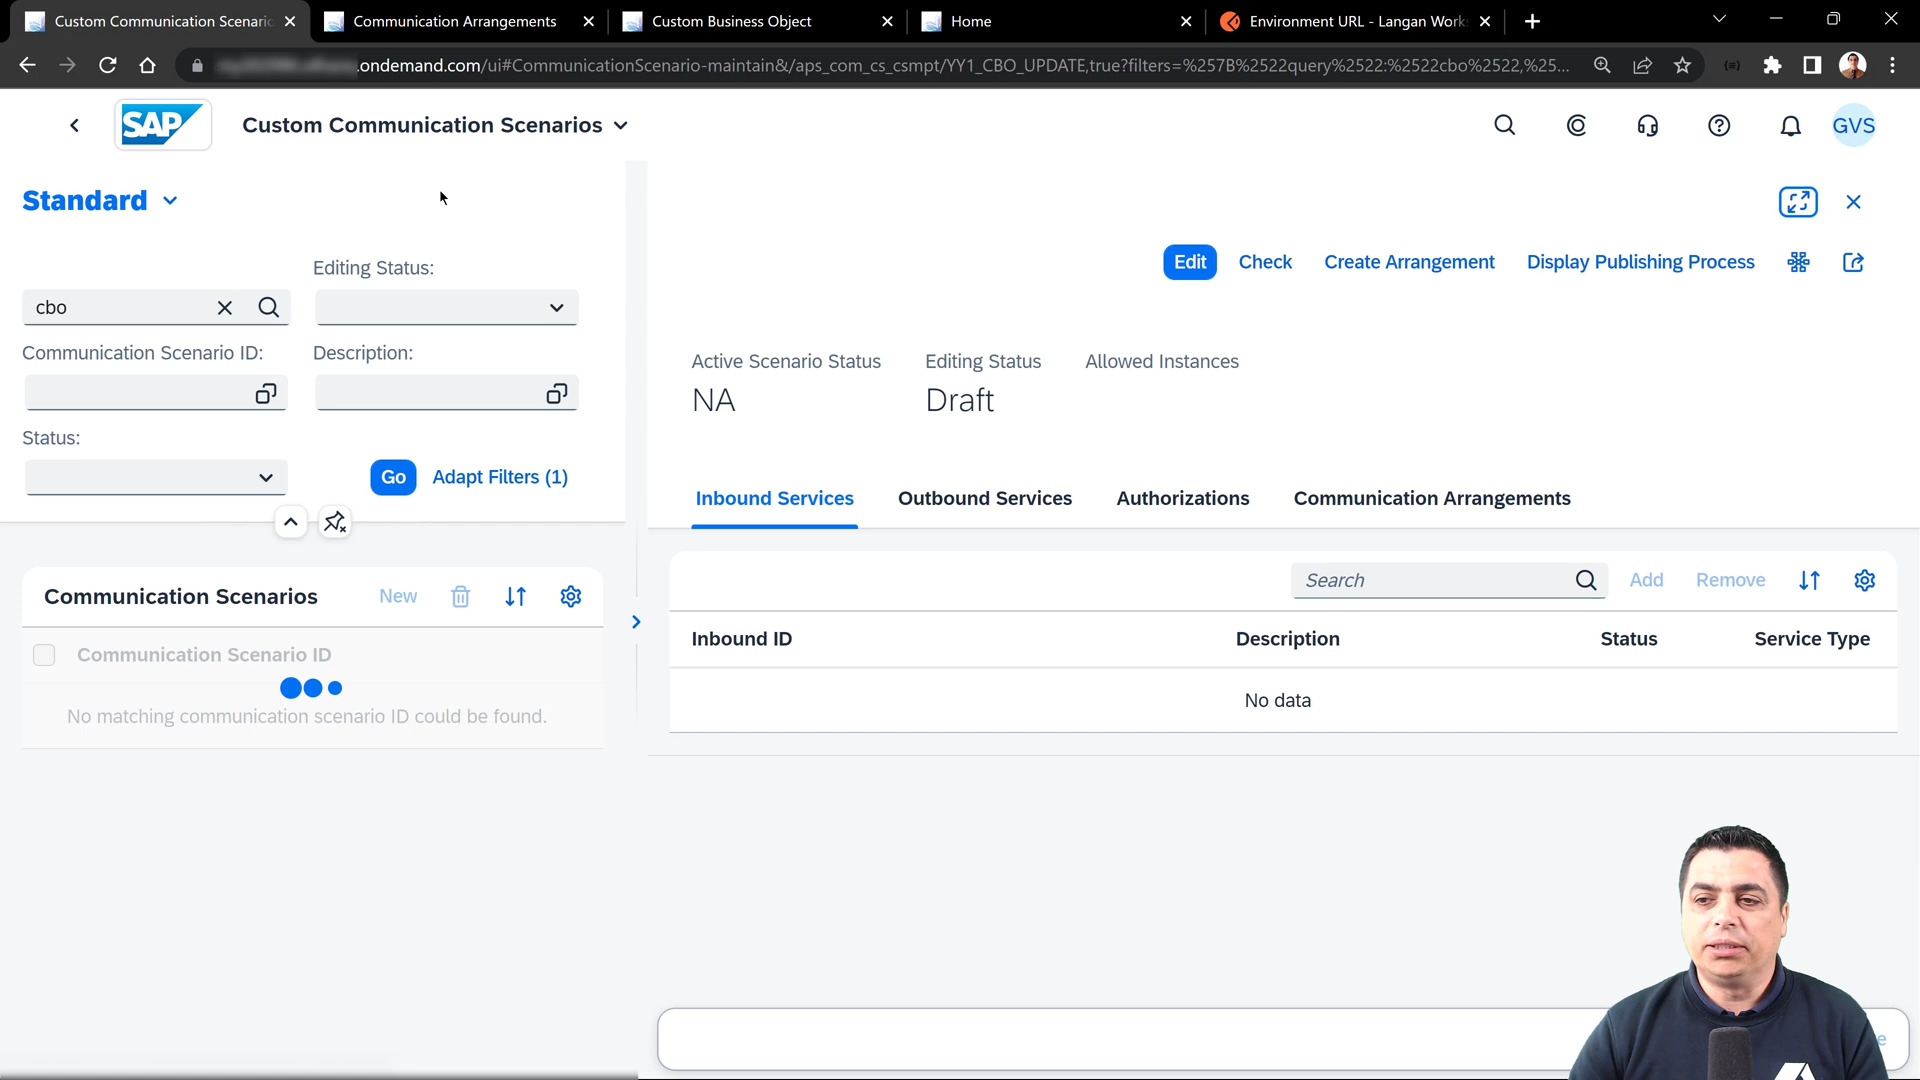 Custom Communication Scenario
Communication Arrangements
Custom Business Object
Home
Environment URL - Langan Work
.ondemand.com/ui#CommunicationScenario-maintain&/aps_com_cs_csmpt/YY1_CBO_UPDATE,true?filters=%257B%2522query%2522:%2522cbo%2522,%25...
SAP
Custom Communication Scenarios
GVS
Standard
Edit
Check
Create Arrangement
Display Publishing Process
Editing Status:
cbo
Communication Scenario ID:
Description:
Status:
Go
Adapt Filters (1)
Active Scenario Status
Editing Status
Allowed Instances
NA
Draft
Inbound Services
Outbound Services
Authorizations
Communication Arrangements
Communication Scenarios
New
Communication Scenario ID
No matching communication scenario ID could be found.
Search
Add
Remove
Inbound ID
Description
Status
Service Type
No data